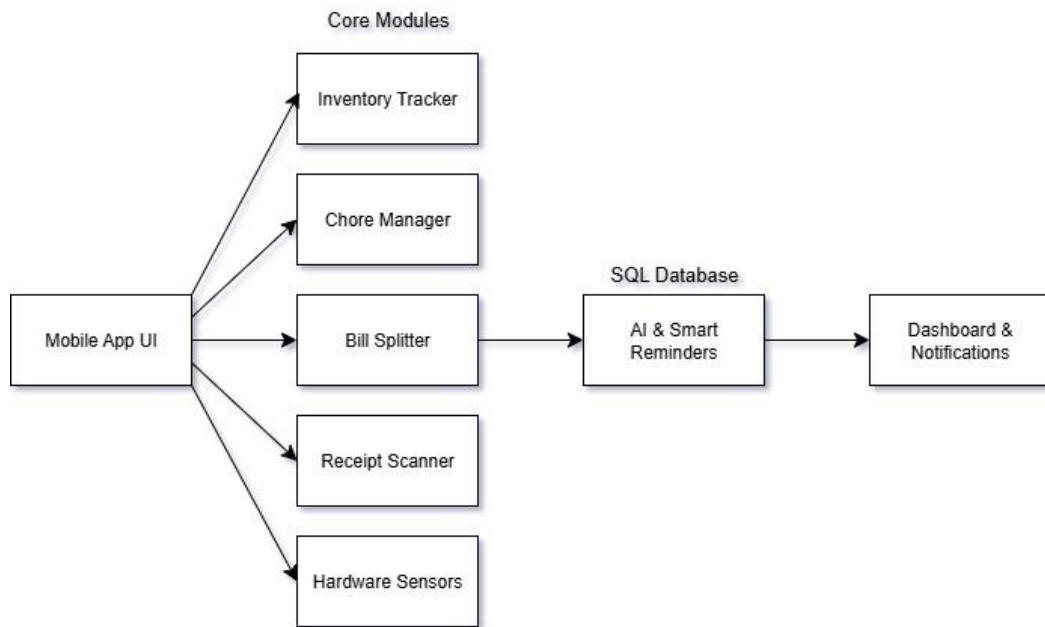 Core Modules
Inventory Tracker
Chore Manager
SQL Database
Mobile App UI
Bill Splitter
AI & Smart
Reminders
Dashboard &
Notifications
Receipt Scanner
Hardware Sensors